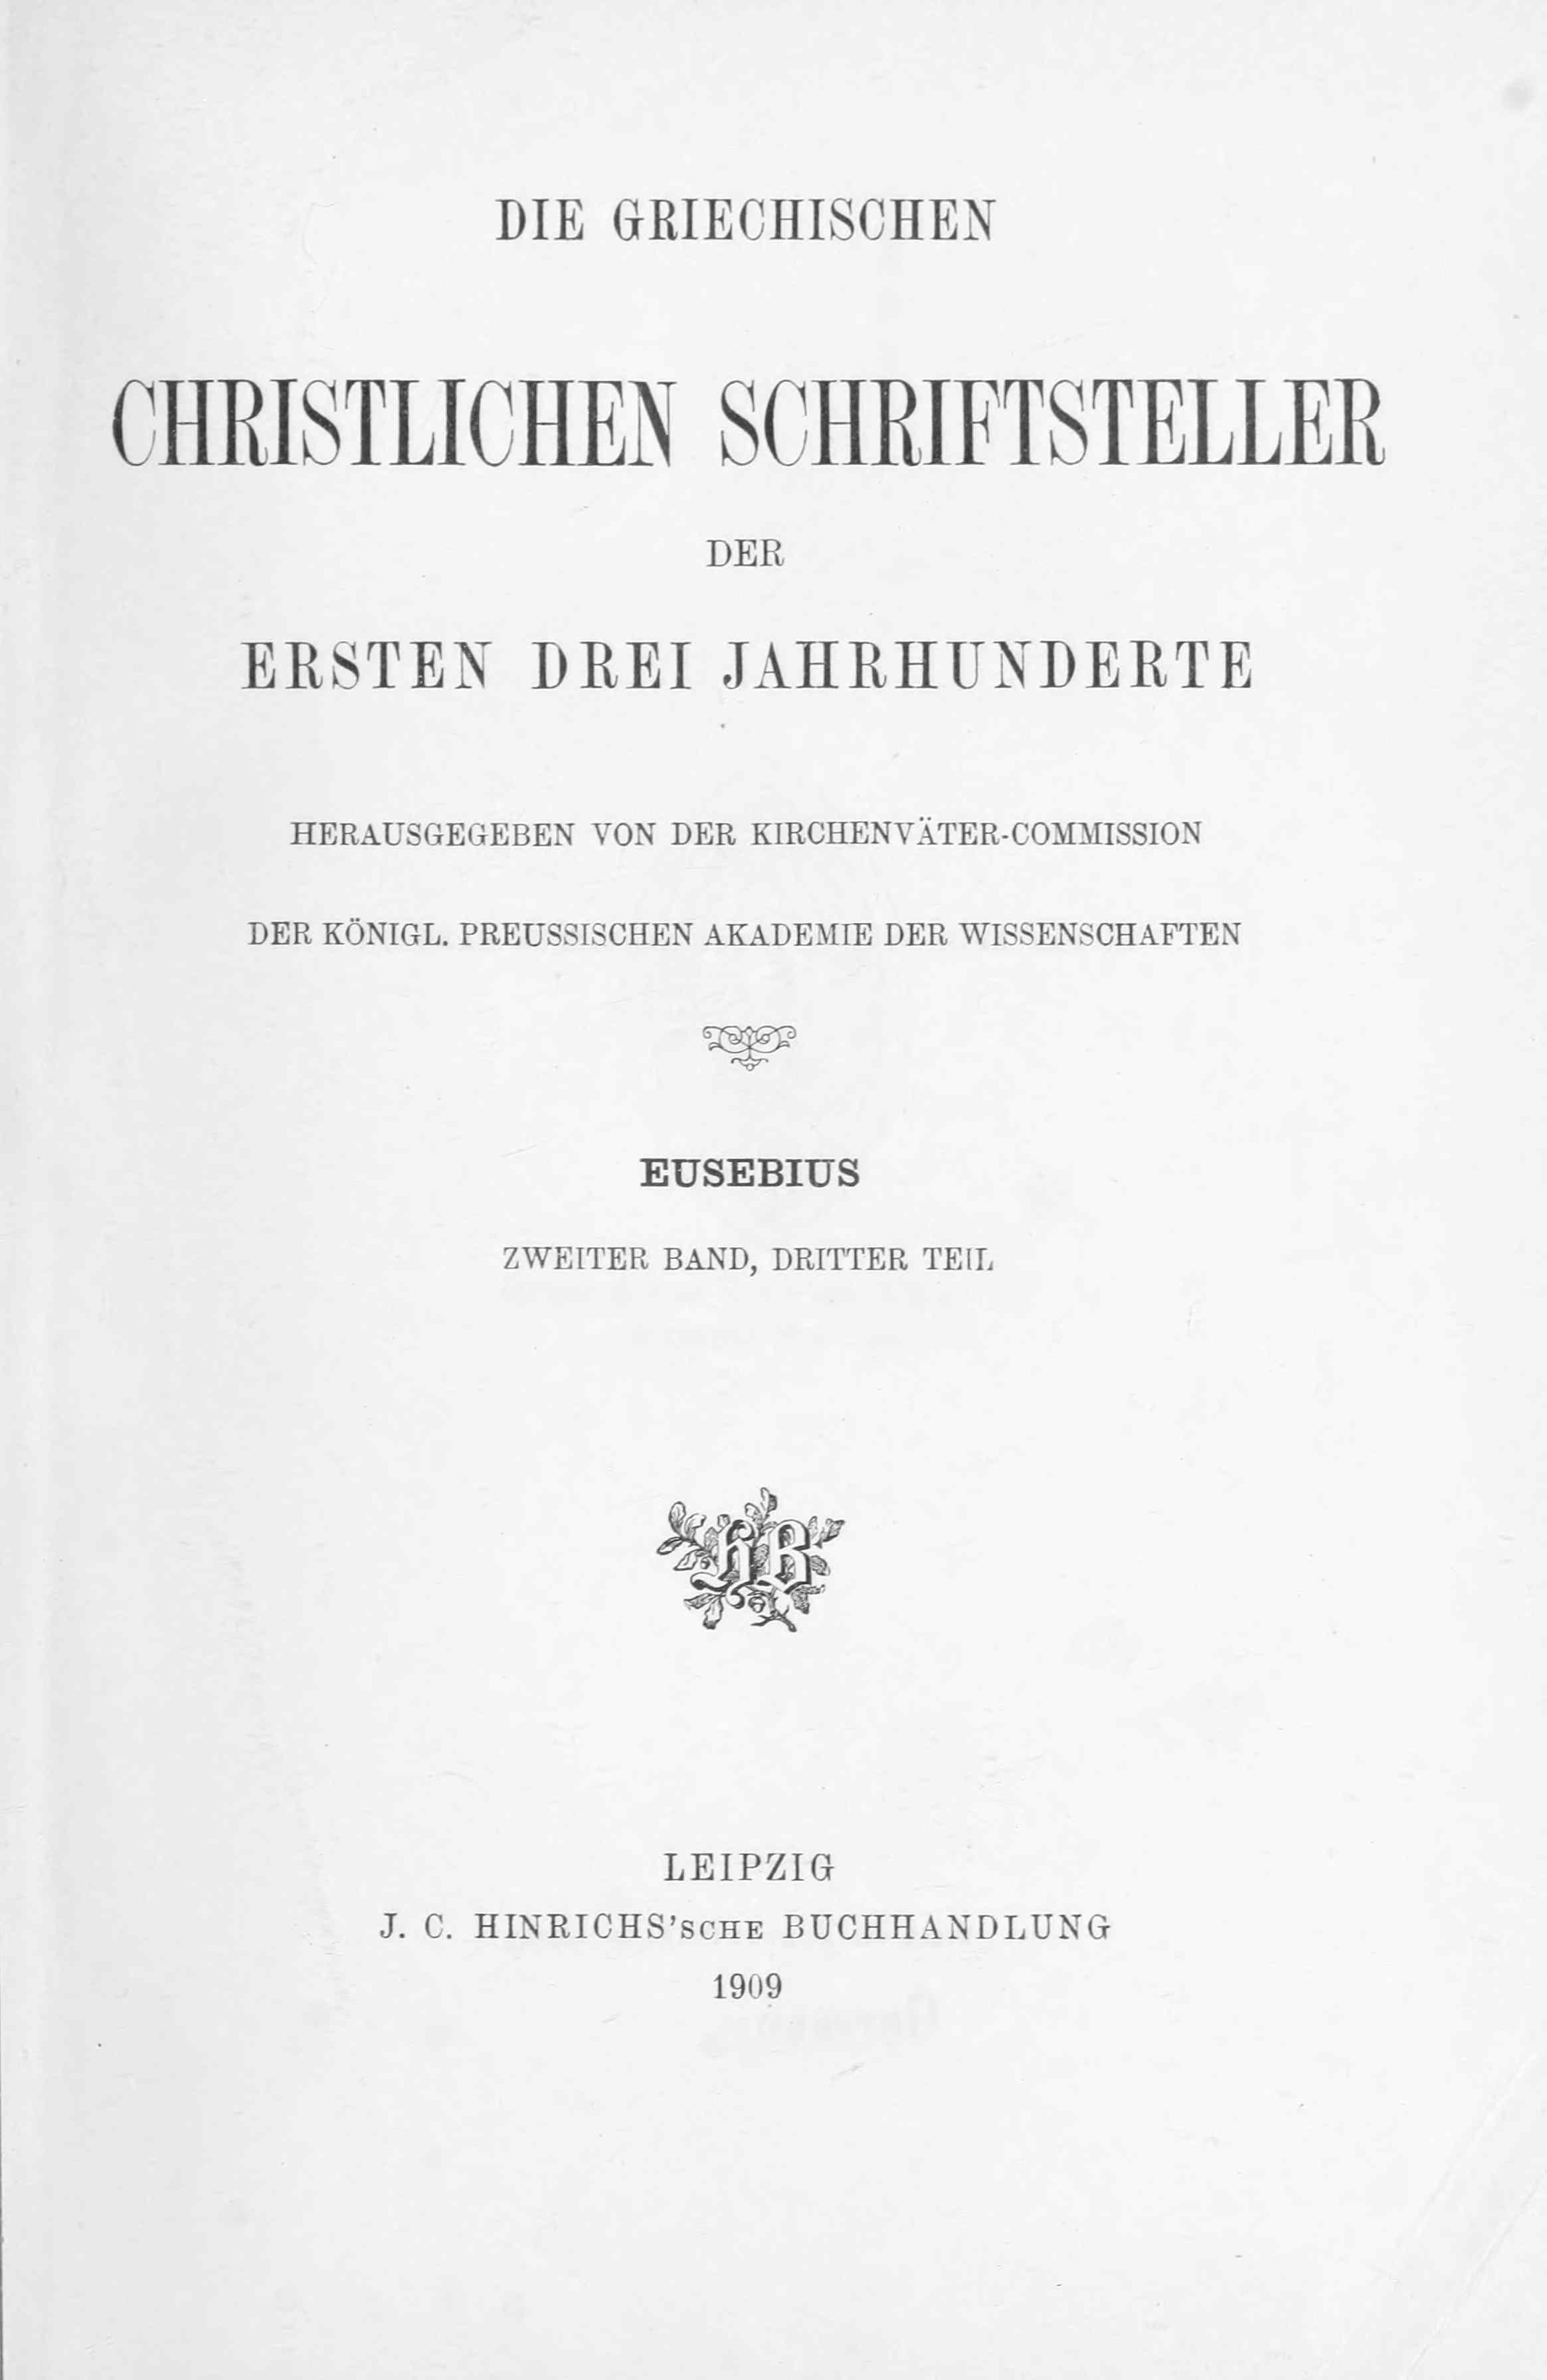 DIE GRIECHISCHEN
CHRISTLICHEN SCHRIFTSTELLER
DER
ERSTEN DREI JAHRHUNDERTE
HERAUSGEGEBEN VON DER KIRCHENVÄTER-COMMISSION
DER KÖNIGL. PREUSSISCHEN AKADEMIE DER WISSENSCHAFTEN
EUSEBIUS
ZWEITER BAND, DRITTER TEIL
HB
LEIPZIG
J. C. HINRICHS'SCHE BUCHHANDLUNG
1909